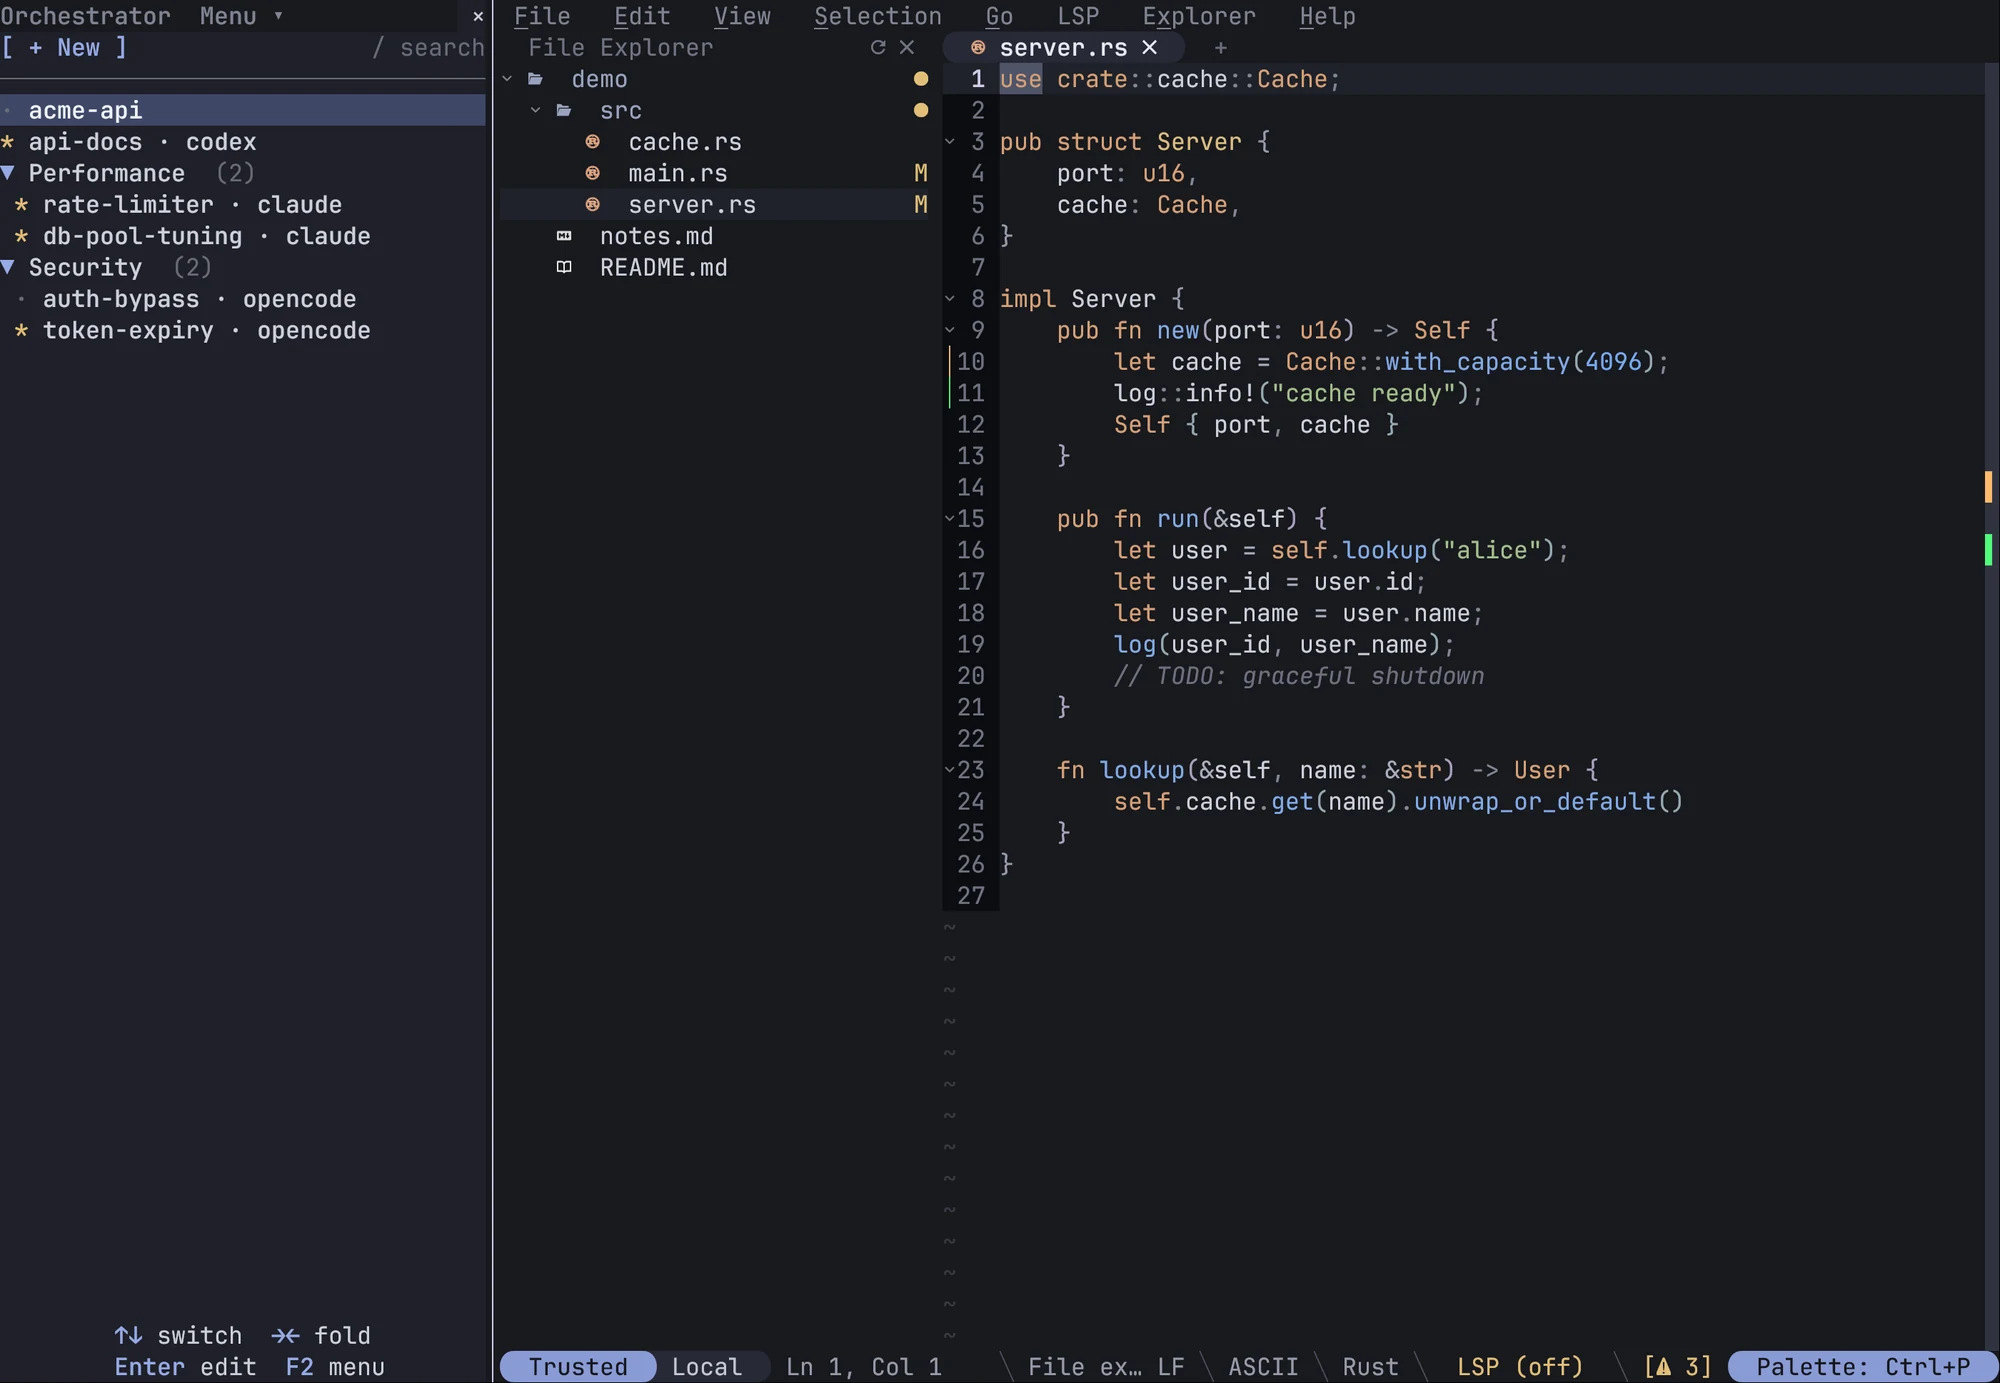 Orchestrator Menu ▾ ×
[ + New ] / search
· acme-api
* api-docs · codex
▼ Performance (2)
* rate-limiter · claude
* db-pool-tuning · claude
▼ Security (2)
· auth-bypass · opencode
* token-expiry · opencode
↑↓ switch →← fold
Enter edit F2 menu
File Edit View Selection Go LSP Explorer Help
File Explorer
demo
src
cache.rs
main.rs M
server.rs M
notes.md
README.md
server.rs × +
1 use crate::cache::Cache;
2
3 pub struct Server {
4 port: u16,
5 cache: Cache,
6 }
7
8 impl Server {
9 pub fn new(port: u16) -> Self {
10 let cache = Cache::with_capacity(4096);
11 log::info!("cache ready");
12 Self { port, cache }
13 }
14
15 pub fn run(&self) {
16 let user = self.lookup("alice");
17 let user_id = user.id;
18 let user_name = user.name;
19 log(user_id, user_name);
20 // TODO: graceful shutdown
21 }
22
23 fn lookup(&self, name: &str) -> User {
24 self.cache.get(name).unwrap_or_default()
25 }
26 }
27
~
~
~
~
~
~
~
~
~
~
~
~
~
~
Trusted Local Ln 1, Col 1 \ File ex… LF \ ASCII \ Rust \ LSP (off) \ [⚠ 3] Palette: Ctrl+P